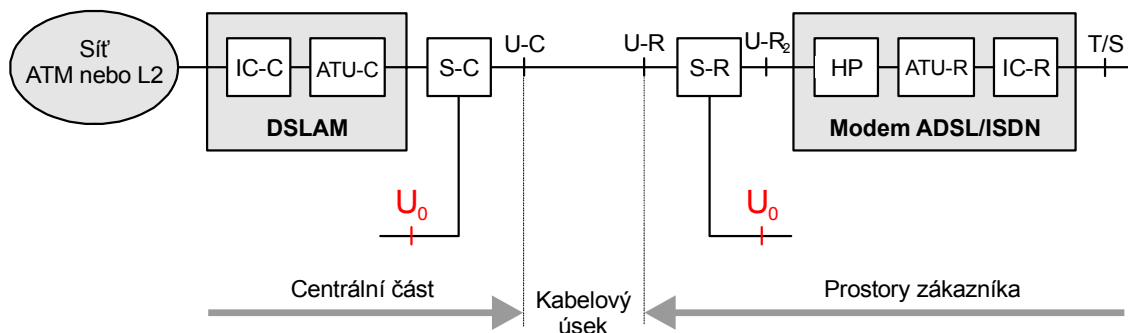 Síť
ATM nebo L2
IC-C
ATU-C
DSLAM
S-C
U-C
U-R
S-R
U-R2
HP
ATU-R
IC-R
Modem ADSL/ISDN
T/S
U0
U0
Centrální část
Kabelový
úsek
Prostory zákazníka